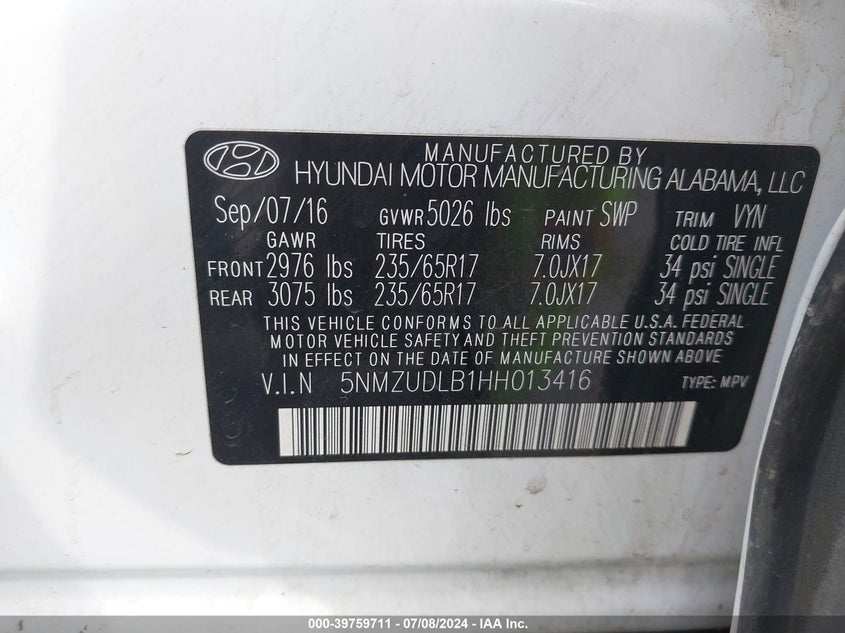 MANUFACTURED BY
HYUNDAI MOTOR MANUFACTURING ALABAMA, LLC
Sep/07/16 GVWR 5026 lbs PAINT SWP TRIM VYN
GAWR TIRES RIMS COLD TIRE INFL
FRONT 2976 lbs 235/65R17 7.0JX17 34 psi SINGLE
REAR 3075 lbs 235/65R17 7.0JX17 34 psi SINGLE
THIS VEHICLE CONFORMS TO ALL APPLICABLE U.S.A. FEDERAL
MOTOR VEHICLE SAFETY AND THEFT PREVENTION STANDARDS
IN EFFECT ON THE DATE OF MANUFACTURE SHOWN ABOVE
V.I.N 5NMZUDLB1HH013416 TYPE: MPV
000-39759711 - 07/08/2024 - IAA Inc.